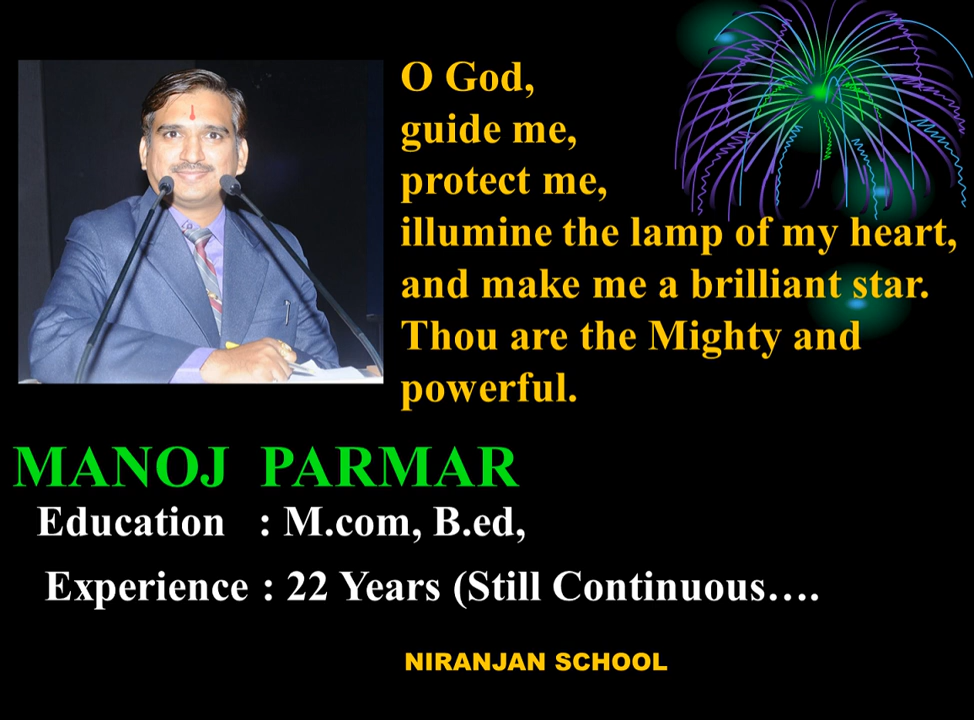 O God,
guide me,
protect me,
illumine the lamp of my heart,
and make me a brilliant star.
Thou are the Mighty and
powerful.
MANOJ  PARMAR
Education   : M.com, B.ed,
Experience : 22 Years (Still Continuous….
NIRANJAN SCHOOL